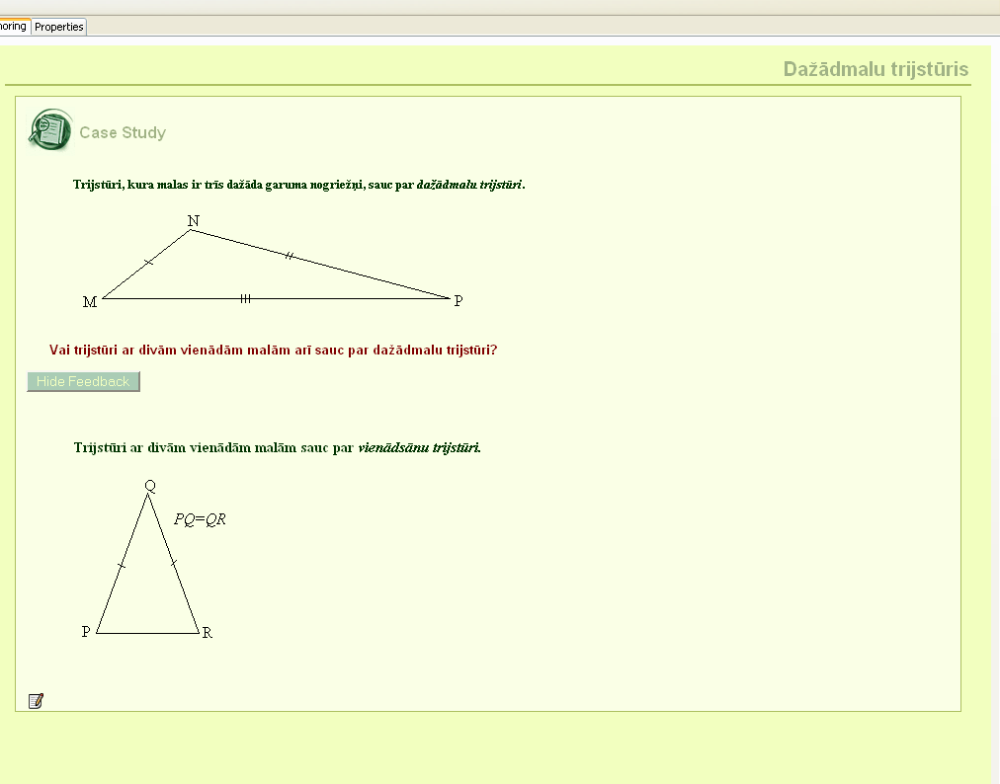 Properties
Dažādmalu trijstūris
Case Study
Trijstūri, kura malas ir trīs dažāda garuma nogriežņi, sauc par dažādmalu trijstūri.
N
M
P
Vai trijstūri ar divām vienādām malām arī sauc par dažādmalu trijstūri?
Hide Feedback
Trijstūri ar divām vienādām malām sauc par vienādsānu trijstūri.
Q
PQ=QR
P
R